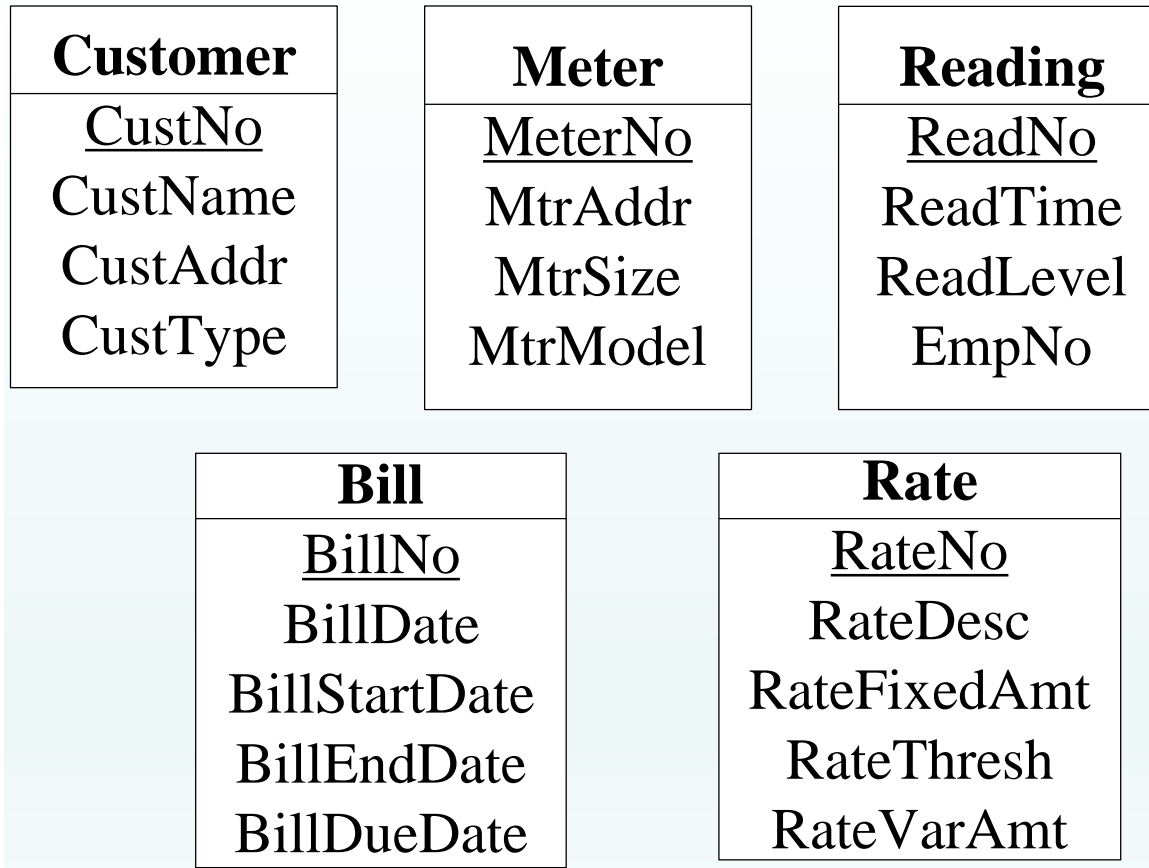 Customer
CustNo
CustName
CustAddr
CustType
Meter
MeterNo
MtrAddr
MtrSize
MtrModel
Reading
ReadNo
ReadTime
ReadLevel
EmpNo
Bill
BillNo
BillDate
BillStartDate
BillEndDate
BillDueDate
Rate
RateNo
RateDesc
RateFixedAmt
RateThresh
RateVarAmt